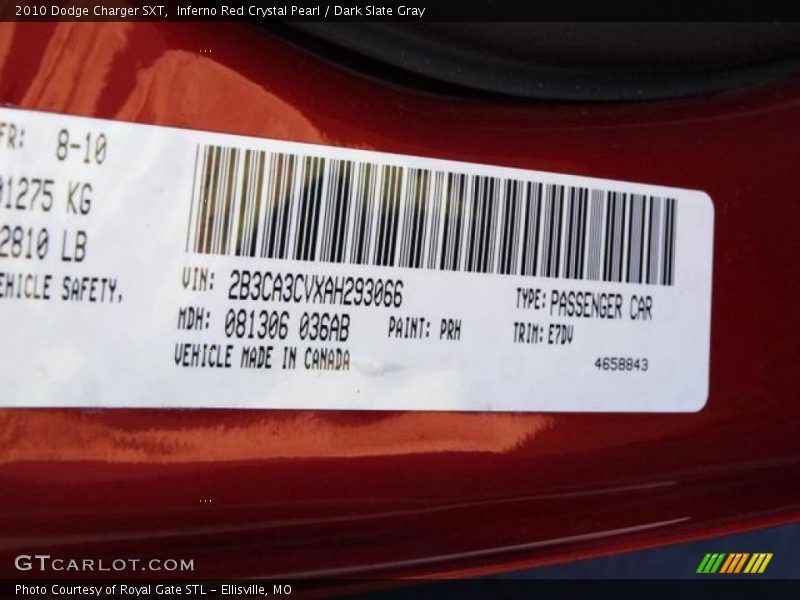 2010 Dodge Charger SXT,  Inferno Red Crystal Pearl / Dark Slate Gray
FR: 8-10
1275 KG
2810 LB
EHICLE SAFETY,
VIN: 2B3CA3CVXAH293066 TYPE: PASSENGER CAR
MDH: 081306 036AB PAINT: PRH TRIM: E7DV
VEHICLE MADE IN CANADA 4658843
GTCARLOT.COM
Photo Courtesy of Royal Gate STL - Ellisville, MO